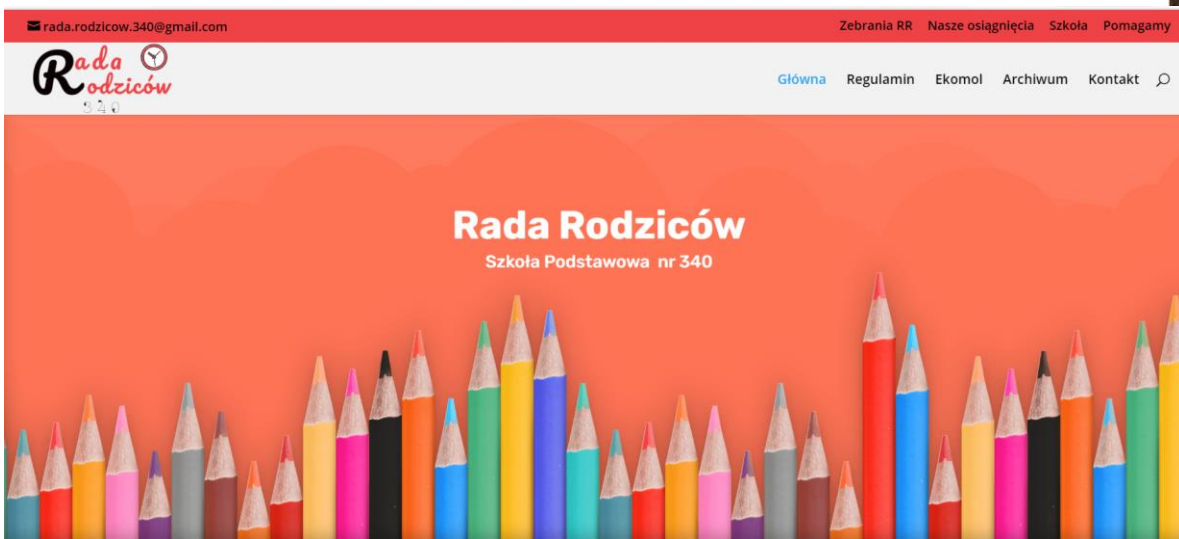 rada.rodzicow.340@gmail.com
Zebrania RR Nasze osiągnięcia Szkoła Pomagamy
Rada
Rodziców
340
Główna Regulamin Ekomol Archiwum Kontakt
Rada Rodziców
Szkoła Podstawowa nr 340